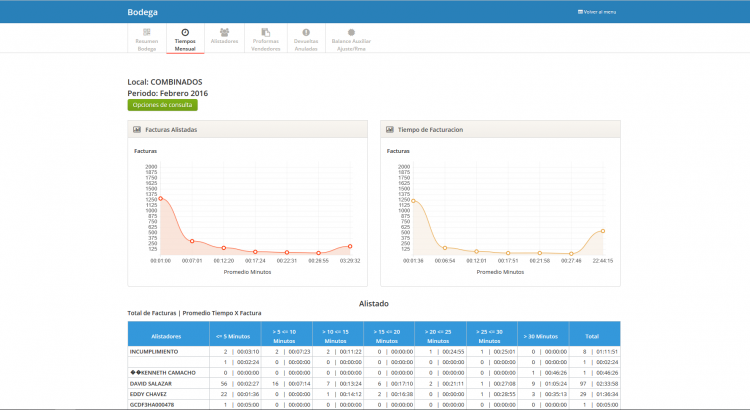 Bodega
Volver al menu
Resumen Bodega
Tiempos Mensual
Alistadores
Proformas Vendedores
Devueltas Anuladas
Balance Auxiliar Ajuste/Rma
Local: COMBINADOS
Periodo: Febrero 2016
Opciones de consulta
Facturas Alistadas
Facturas
2000
1875
1750
1625
1500
1375
1250
1125
1000
875
750
625
500
375
250
125
00:01:00 00:07:01 00:12:20 00:17:24 00:22:31 00:28:55 03:29:32
Promedio Minutos
Tiempo de Facturacion
Facturas
2000
1875
1750
1625
1500
1375
1250
1125
1000
875
750
625
500
375
250
125
00:01:36 00:06:54 00:12:01 00:17:51 00:21:58 00:27:46 22:44:15
Promedio Minutos
Alistado
Total de Facturas | Promedio Tiempo X Factura
Alistadores <= 5 Minutos > 5 <= 10 Minutos > 10 <= 15 Minutos > 15 <= 20 Minutos > 20 <= 25 Minutos > 25 <= 30 Minutos > 30 Minutos Total
INCUMPLIMIENTO 2 | 00:03:10 2 | 00:07:23 2 | 00:11:22 0 | 00:00:00 1 | 00:24:55 1 | 00:25:01 0 | 00:00:00 8 | 01:11:51
1 | 00:02:24 0 | 00:00:00 0 | 00:00:00 0 | 00:00:00 0 | 00:00:00 0 | 00:00:00 0 | 00:00:00 1 | 00:02:24
��KENNETH CAMACHO 0 | 00:00:00 0 | 00:00:00 0 | 00:00:00 0 | 00:00:00 0 | 00:00:00 0 | 00:00:00 1 | 00:46:26 1 | 00:46:26
DAVID SALAZAR 56 | 00:02:27 16 | 00:07:14 7 | 00:13:24 6 | 00:17:10 2 | 00:21:11 1 | 00:27:08 9 | 01:05:24 97 | 02:33:58
EDDY CHAVEZ 22 | 00:01:36 0 | 00:00:00 1 | 00:14:12 2 | 00:16:38 0 | 00:00:00 1 | 00:28:55 3 | 00:35:13 29 | 01:36:34
GCDF3HA000478 1 | 00:05:00 0 | 00:00:00 0 | 00:00:00 0 | 00:00:00 0 | 00:00:00 0 | 00:00:00 0 | 00:00:00 1 | 00:05:00